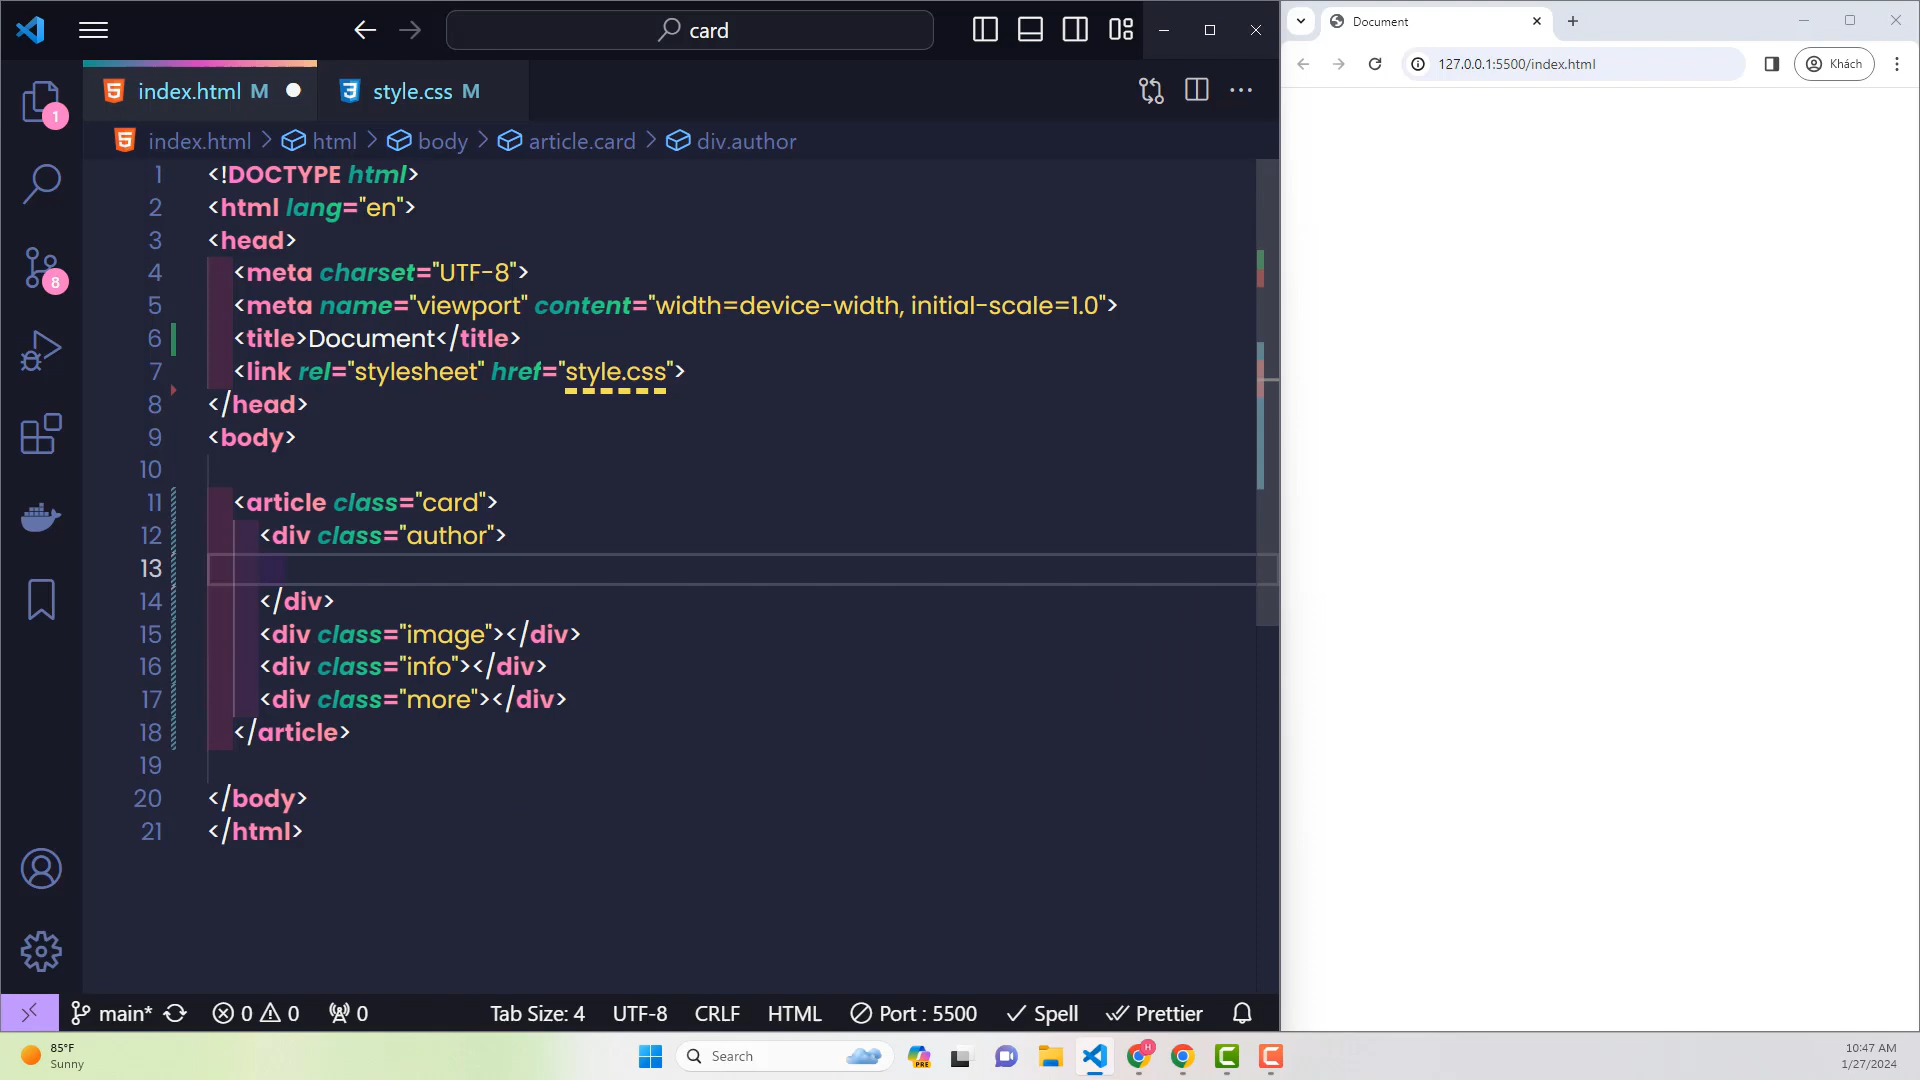 card
Document
127.0.0.1:5500/index.html
Khách
index.html M
style.css M
1
index.html
html
body
article.card
div.author
1 <!DOCTYPE html>
2 <html lang="en">
3 <head>
4 <meta charset="UTF-8">
5 <meta name="viewport" content="width=device-width, initial-scale=1.0">
6 <title>Document</title>
7 <link rel="stylesheet" href="style.css">
8 </head>
9 <body>
10
11 <article class="card">
12 <div class="author">
13
14 </div>
15 <div class="image"></div>
16 <div class="info"></div>
17 <div class="more"></div>
18 </article>
19
20 </body>
21 </html>
8
main* 0 0 0 Tab Size: 4 UTF-8 CRLF HTML Port : 5500 Spell Prettier
85°F
Sunny
Search
PRE
H
10:47 AM
1/27/2024